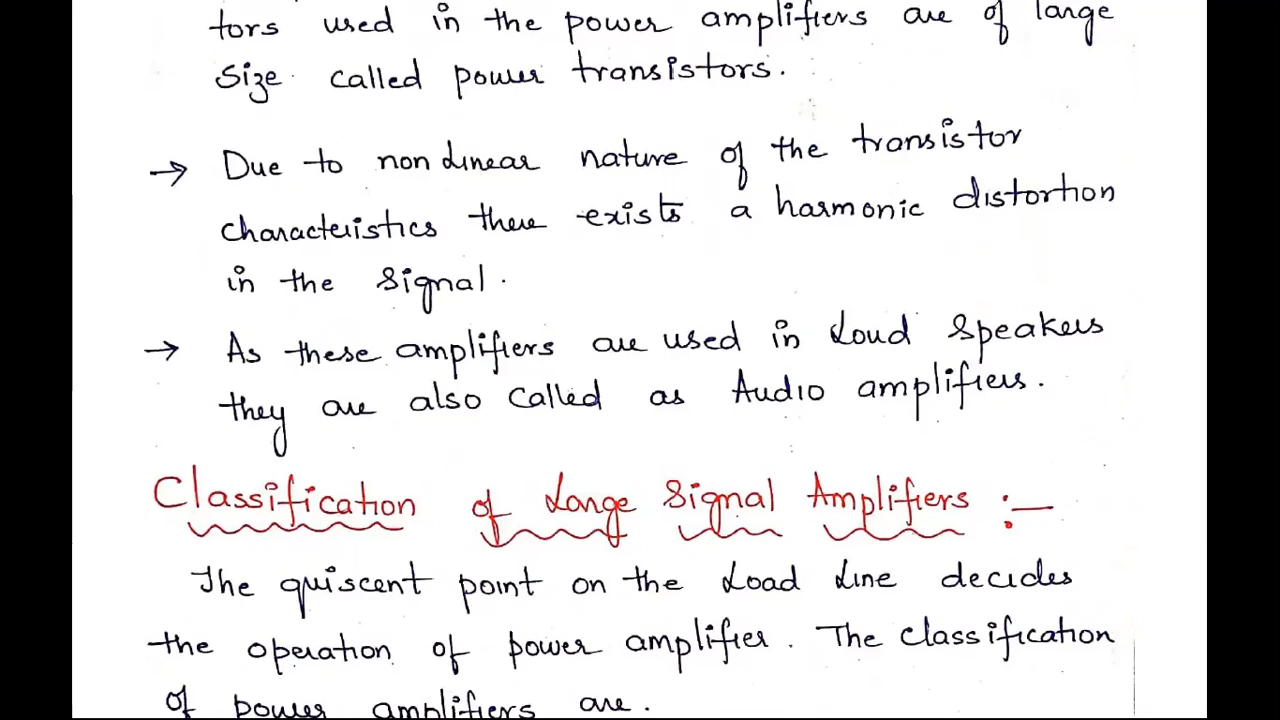 tors used in the power amplifiers are of large
size called power transistors.
→ Due to non linear nature of the transistor
characteristics there exists a harmonic distortion
in the signal.
→ As these amplifiers are used in Loud Speakers
they are also called as Audio amplifiers.
Classification of Large Signal Amplifiers :—
The quiscent point on the Load Line decides
the operation of power amplifier. The classification
of power amplifiers are.